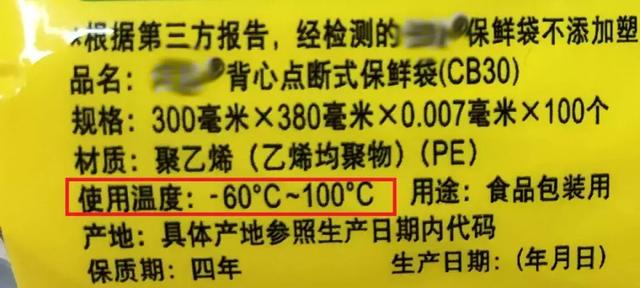 *根据第三方报告，经检测的 ® 保鲜袋不添加塑
品名： ® 背心点断式保鲜袋(CB30)
规格：300毫米×380毫米×0.007毫米×100个
材质：聚乙烯（乙烯均聚物）（PE）
使用温度：-60°C~100°C 用途：食品包装用
产地：具体产地参照生产日期内代码
保质期：四年 生产日期：(年月日)